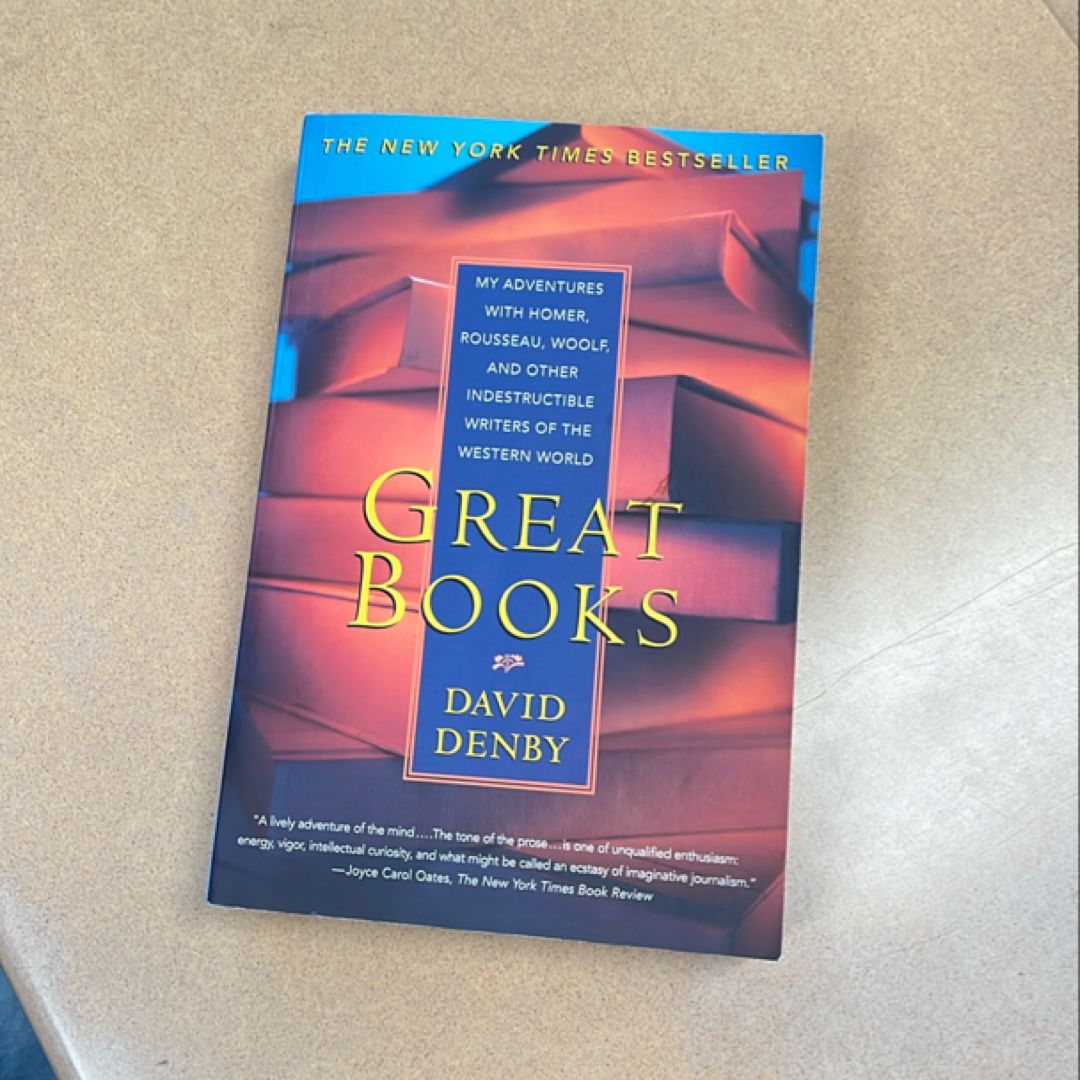 THE NEW YORK TIMES BESTSELLER
MY ADVENTURES
WITH HOMER,
ROUSSEAU, WOOLF,
AND OTHER
INDESTRUCTIBLE
WRITERS OF THE
WESTERN WORLD
GREAT
BOOKS
DAVID
DENBY
"A lively adventure of the mind....The tone of the prose...is one of unqualified enthusiasm:
energy, vigor, intellectual curiosity, and what might be called an ecstasy of imaginative journalism."
—Joyce Carol Oates, The New York Times Book Review